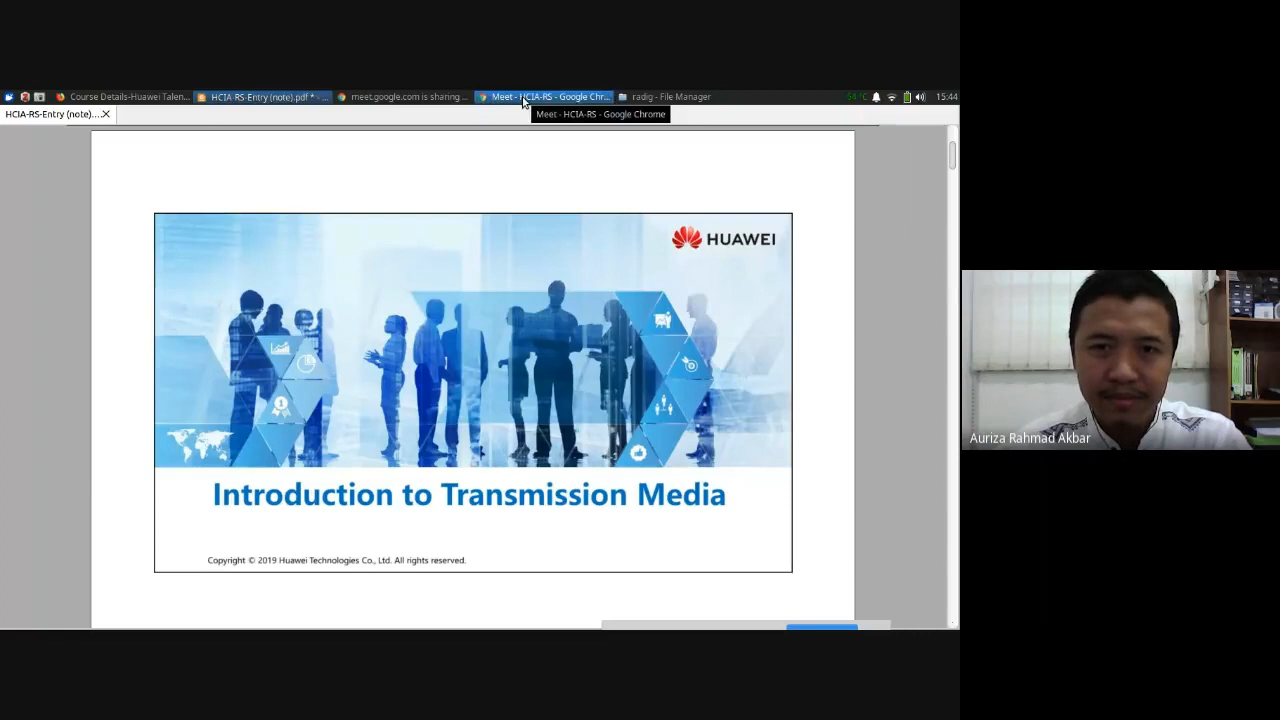 Course Details-Huawei Talen...
HCIA-RS-Entry (note).pdf * - ...
meet.google.com is sharing ...
Meet - HCIA-RS - Google Chr...
radig - File Manager
54°C
15:44
HCIA-RS-Entry (note)....
Meet - HCIA-RS - Google Chrome
HUAWEI
1
Introduction to Transmission Media
Copyright © 2019 Huawei Technologies Co., Ltd. All rights reserved.
Auriza Rahmad Akbar